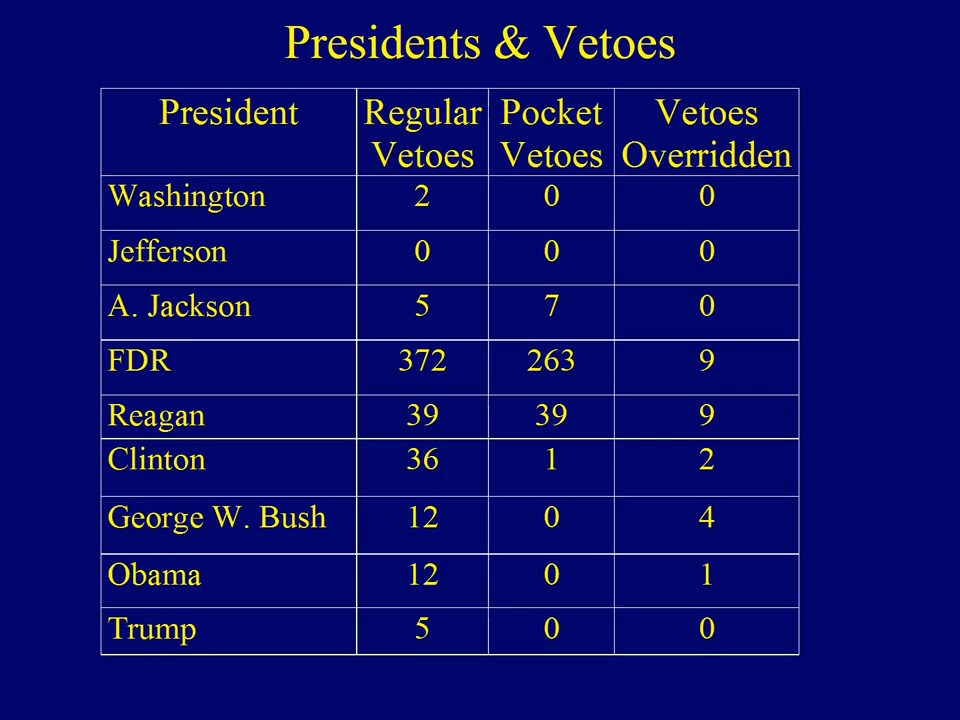 Presidents & Vetoes
President Regular Vetoes Pocket Vetoes Vetoes Overridden
Washington 2 0 0
Jefferson 0 0 0
A. Jackson 5 7 0
FDR 372 263 9
Reagan 39 39 9
Clinton 36 1 2
George W. Bush 12 0 4
Obama 12 0 1
Trump 5 0 0